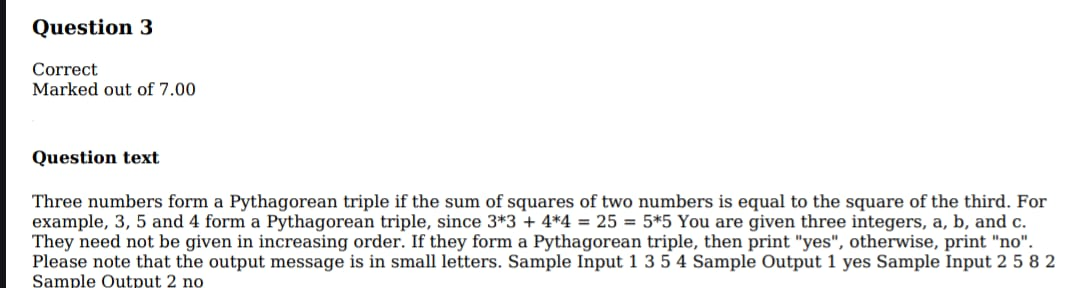 Question 3
Correct
Marked out of 7.00
Question text
Three numbers form a Pythagorean triple if the sum of squares of two numbers is equal to the square of the third. For
example, 3, 5 and 4 form a Pythagorean triple, since 3*3 + 4*4 = 25 = 5*5 You are given three integers, a, b, and c.
They need not be given in increasing order. If they form a Pythagorean triple, then print "yes", otherwise, print "no".
Please note that the output message is in small letters. Sample Input 1 3 5 4 Sample Output 1 yes Sample Input 2 5 8 2
Sample Output 2 no